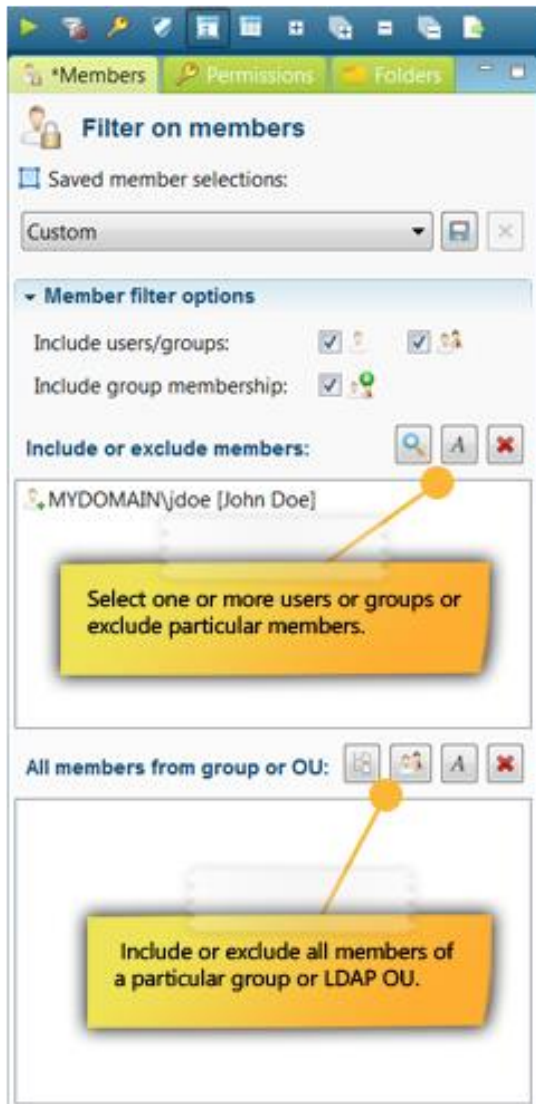 *Members Permissions Folders
Filter on members
Saved member selections:
Custom
Member filter options
Include users/groups:
Include group membership:
Include or exclude members: A
MYDOMAIN\jdoe [John Doe]
Select one or more users or groups or
exclude particular members.
All members from group or OU: A
Include or exclude all members of
a particular group or LDAP OU.